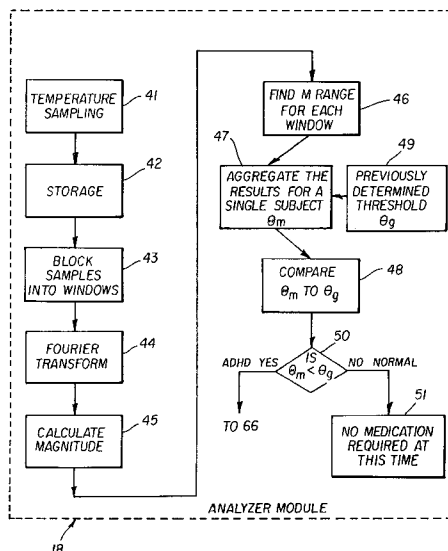 TEMPERATURE
SAMPLING
41
STORAGE
42
BLOCK
SAMPLES
INTO WINDOWS
43
FOURIER
TRANSFORM
44
CALCULATE
MAGNITUDE
45
FIND M RANGE
FOR EACH
WINDOW
46
47
AGGREGATE THE
RESULTS FOR A
SINGLE SUBJECT
θm
49
PREVIOUSLY
DETERMINED
THRESHOLD
θg
COMPARE
θm TO θg
48
50
IS
θm < θg
ADHD YES
NO NORMAL
TO 66
51
NO MEDICATION
REQUIRED AT
THIS TIME
ANALYZER MODULE
18